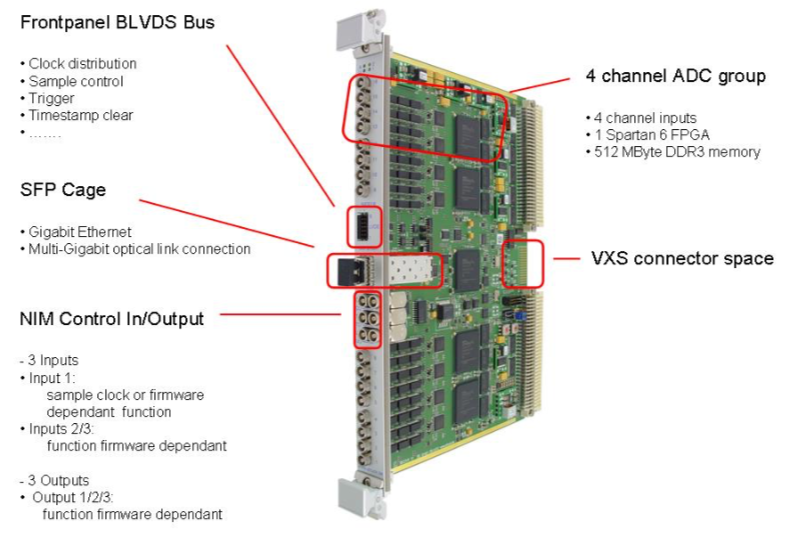 Frontpanel BLVDS Bus
• Clock distribution
• Sample control
• Trigger
• Timestamp clear
• .......
SFP Cage
• Gigabit Ethernet
• Multi-Gigabit optical link connection
NIM Control In/Output
- 3 Inputs
• Input 1:
sample clock or firmware
dependant function
• Inputs 2/3:
function firmware dependant
- 3 Outputs
• Output 1/2/3:
function firmware dependant
4 channel ADC group
• 4 channel inputs
• 1 Spartan 6 FPGA
• 512 MByte DDR3 memory
VXS connector space